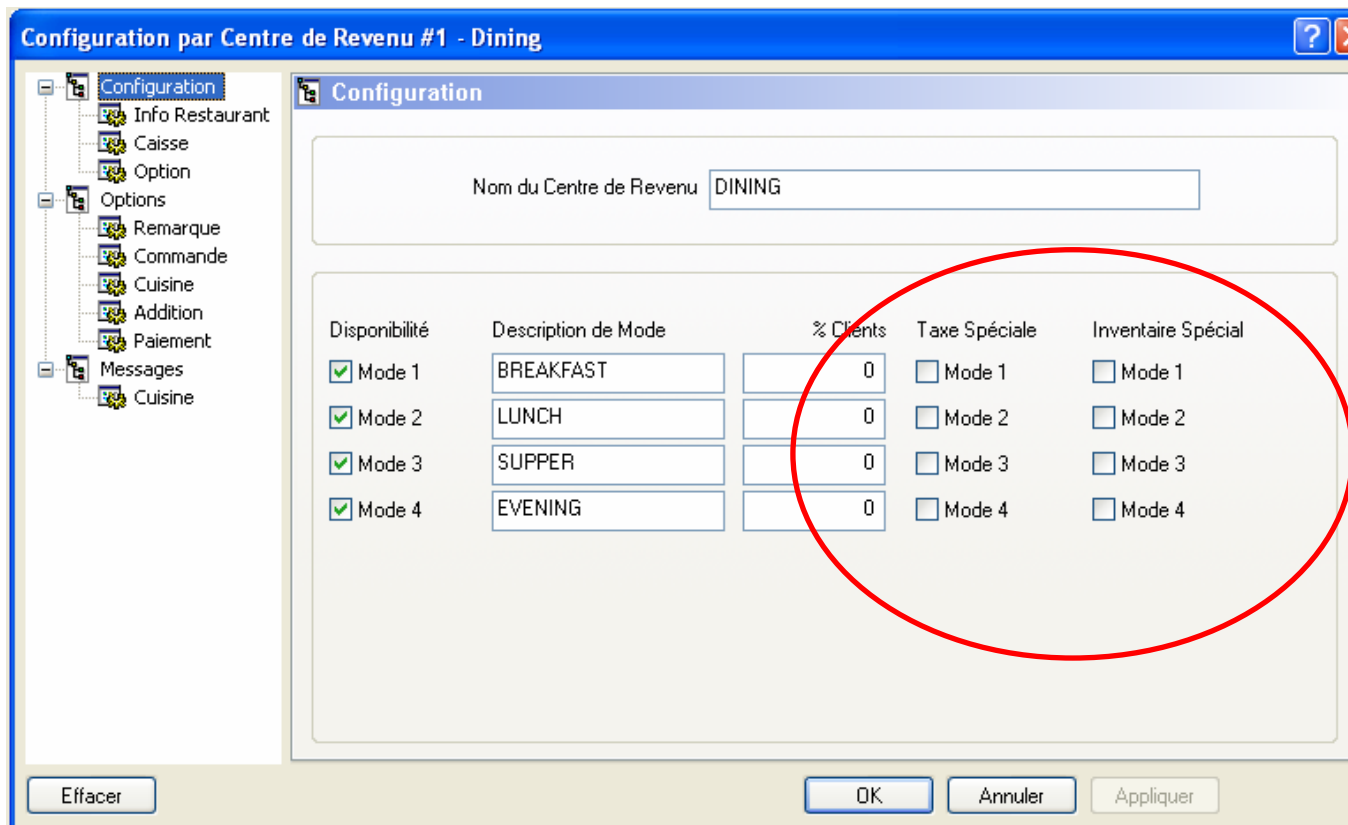 Configuration par Centre de Revenu #1 - Dining
Configuration
Info Restaurant
Caisse
Option
Options
Remarque
Commande
Cuisine
Addition
Paiement
Messages
Cuisine
Configuration
Nom du Centre de Revenu DINING
Disponibilité Description de Mode % Clients Taxe Spéciale Inventaire Spécial
Mode 1 BREAKFAST 0 Mode 1 Mode 1
Mode 2 LUNCH 0 Mode 2 Mode 2
Mode 3 SUPPER 0 Mode 3 Mode 3
Mode 4 EVENING 0 Mode 4 Mode 4
Effacer OK Annuler Appliquer